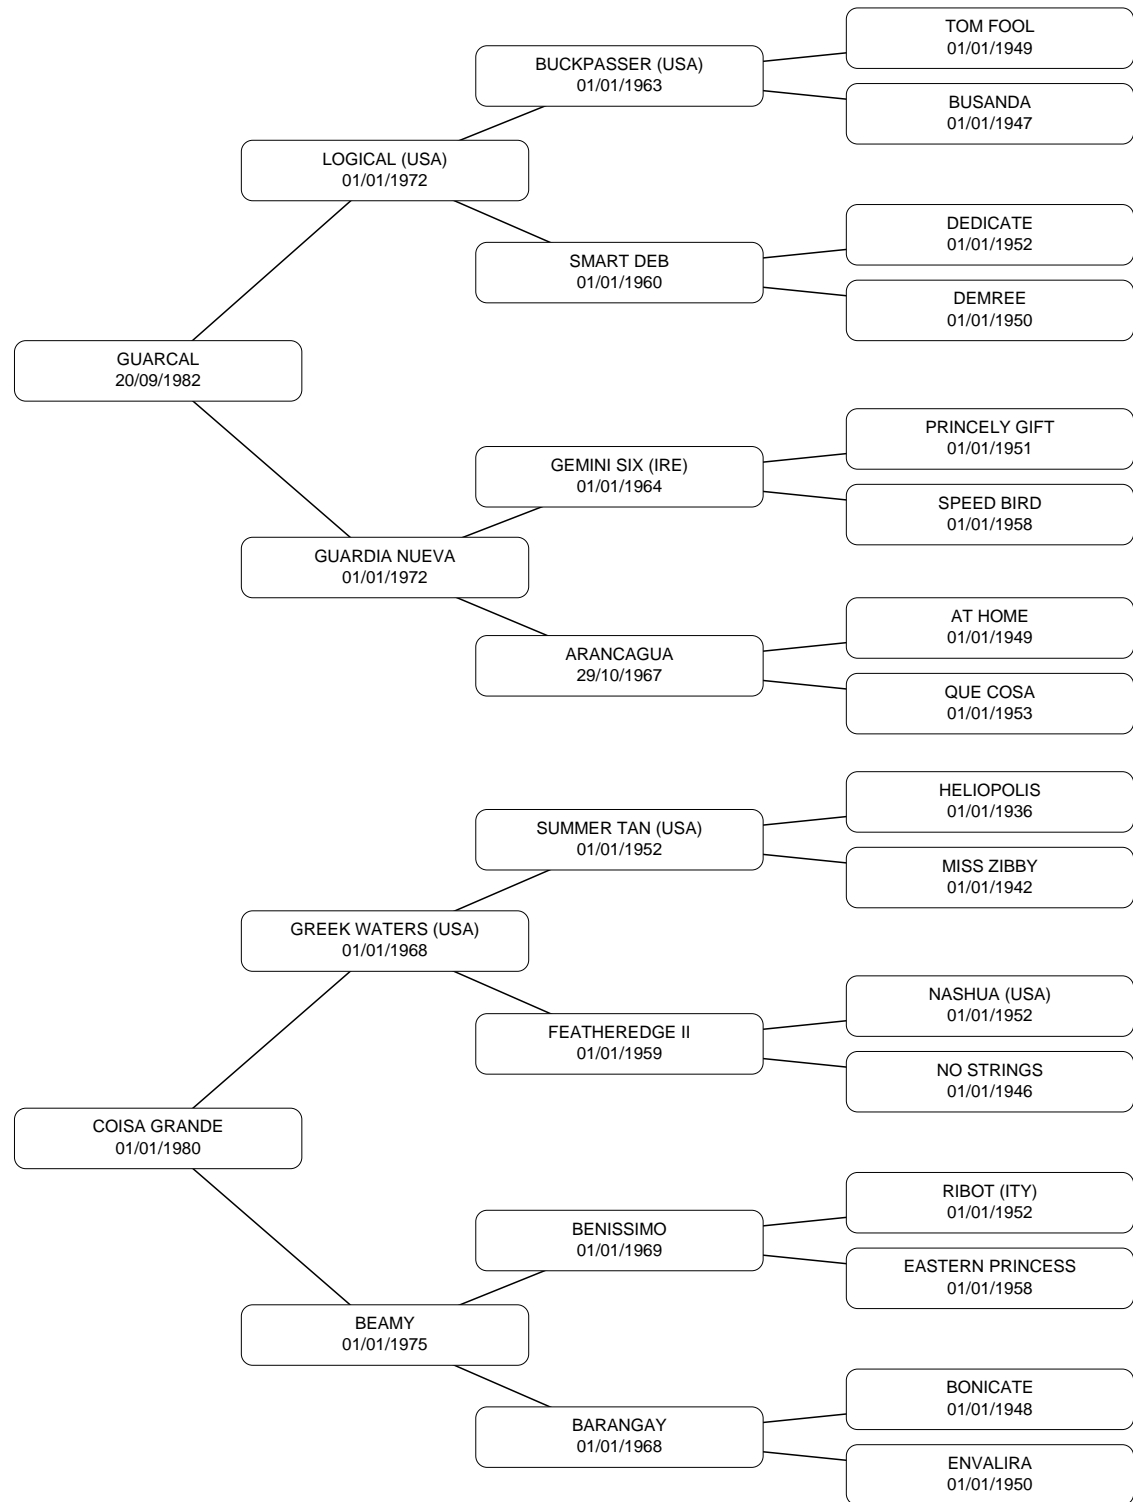 TOM FOOL
01/01/1949
BUCKPASSER (USA)
01/01/1963
BUSANDA
01/01/1947
LOGICAL (USA)
01/01/1972
DEDICATE
01/01/1952
SMART DEB
01/01/1960
DEMREE
01/01/1950
GUARCAL
20/09/1982
PRINCELY GIFT
01/01/1951
GEMINI SIX (IRE)
01/01/1964
SPEED BIRD
01/01/1958
GUARDIA NUEVA
01/01/1972
AT HOME
01/01/1949
ARANCAGUA
29/10/1967
QUE COSA
01/01/1953
HELIOPOLIS
01/01/1936
SUMMER TAN (USA)
01/01/1952
MISS ZIBBY
01/01/1942
GREEK WATERS (USA)
01/01/1968
NASHUA (USA)
01/01/1952
FEATHEREDGE II
01/01/1959
NO STRINGS
01/01/1946
COISA GRANDE
01/01/1980
RIBOT (ITY)
01/01/1952
BENISSIMO
01/01/1969
EASTERN PRINCESS
01/01/1958
BEAMY
01/01/1975
BONICATE
01/01/1948
BARANGAY
01/01/1968
ENVALIRA
01/01/1950